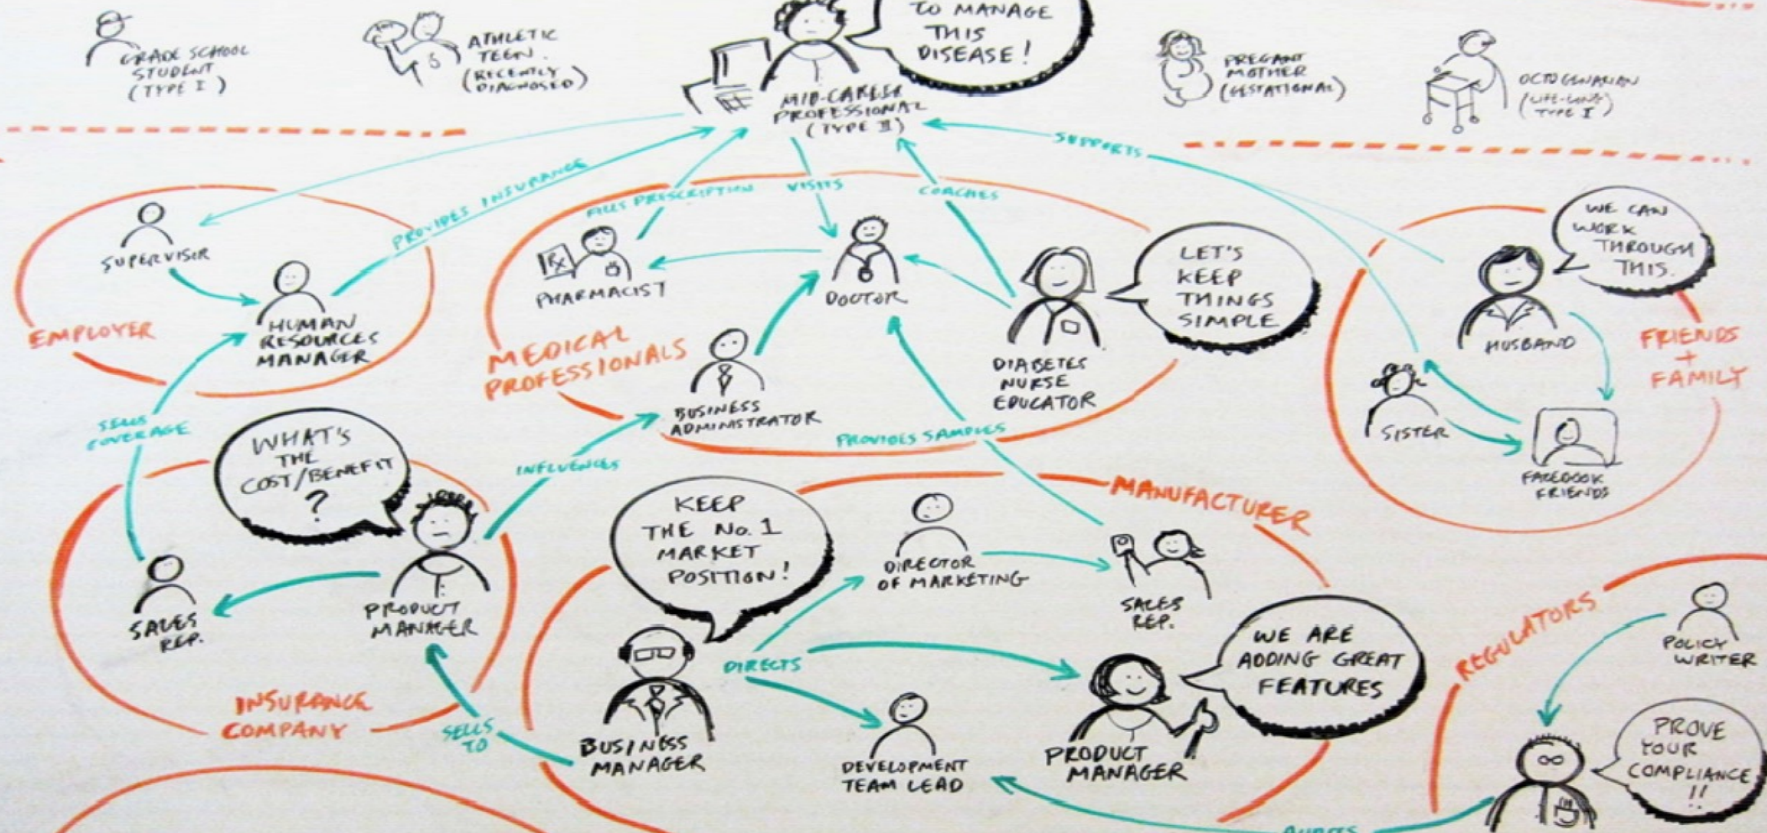 TO MANAGE
THIS
DISEASE!
GRADE SCHOOL
STUDENT
(TYPE I)
ATHLETIC
TEEN
(RECENTLY
DIAGNOSED)
MID-CAREER
PROFESSIONAL
(TYPE II)
PREGANT
MOTHER
(GESTATIONAL)
OCTOGENARIAN
(LIFE-LONG
TYPE I)
SUPPORTS
PROVIDES INSURANCE
FILLS PRESCRIPTION
VISITS
COACHES
SUPERVISOR
HUMAN
RESOURCES
MANAGER
EMPLOYER
RX
PHARMACIST
DOCTOR
LET'S
KEEP
THINGS
SIMPLE
DIABETES
NURSE
EDUCATOR
MEDICAL
PROFESSIONALS
BUSINESS
ADMINISTRATOR
WE CAN
WORK
THROUGH
THIS.
HUSBAND
FRIENDS
+
FAMILY
SISTER
FACEBOOK
FRIENDS
SELLS
COVERAGE
INFLUENCES
PROVIDES SAMPLES
WHAT'S
THE
COST/BENEFIT
?
SALES
REP.
PRODUCT
MANAGER
INSURANCE
COMPANY
SELLS
TO
KEEP
THE No. 1
MARKET
POSITION!
MANUFACTURER
DIRECTOR
OF MARKETING
SALES
REP.
DIRECTS
BUSINESS
MANAGER
DEVELOPMENT
TEAM LEAD
PRODUCT
MANAGER
WE ARE
ADDING GREAT
FEATURES
REGULATORS
POLICY
WRITER
PROVE
YOUR
COMPLIANCE
!!
AUDITS